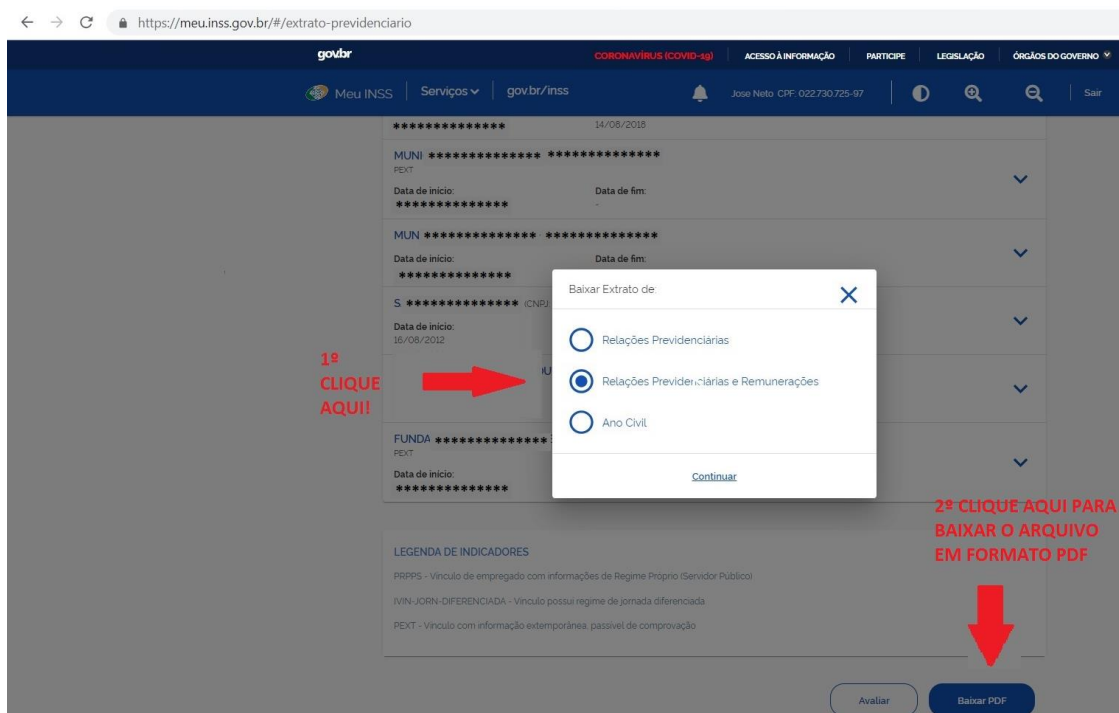 https://meu.inss.gov.br/#/extrato-previdenciario
gov.br CORONAVÍRUS (COVID-19) ACESSO À INFORMAÇÃO PARTICIPE LEGISLAÇÃO ÓRGÃOS DO GOVERNO
Meu INSS Serviços gov.br/inss Jose Neto CPF: 022.730.725-97 Sair
************** 14/08/2018
MUNI ************** **************
PEXT
Data de início: Data de fim:
************** -
MUN ************** **************
Data de início: Data de fim:
**************
S ************** (CNPJ
Data de início:
16/08/2012
FUNDA **************
PEXT
Data de início:
**************
Baixar Extrato de:
Relações Previdenciárias
Relações Previdenciárias e Remunerações
Ano Civil
Continuar
1º
CLIQUE
AQUI!
2º CLIQUE AQUI PARA
BAIXAR O ARQUIVO
EM FORMATO PDF
LEGENDA DE INDICADORES
PRPPS - Vínculo de empregado com informações de Regime Próprio (Servidor Público)
IVIN-JORN-DIFERENCIADA - Vínculo possui regime de jornada diferenciada
PEXT - Vínculo com informação extemporânea, passível de comprovação
Avaliar Baixar PDF